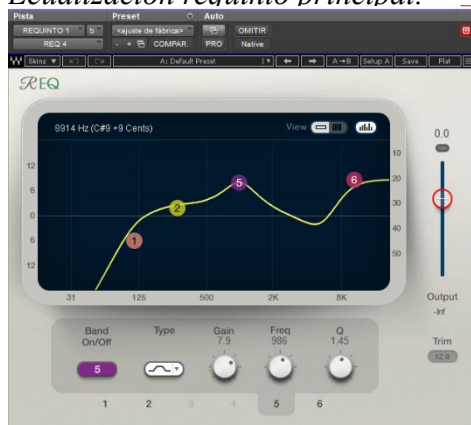 Ecualización requinto principal.
Pista Preset Auto
REQUINTO 1 b <ajuste de fábrica> OMITIR
REQ 4 - + COMPAR. PRO Native
Skins A: Default Preset A→B Setup A Save Flat
REQ
8914 Hz (C#9 +9 Cents) View
0.0
12 10
6 5 6 20
2 30
0
1 40
6
50
12
31 125 500 2K 8K
Output
-Inf
Band On/Off Type Gain Freq Q
7.9 986 1.45
Trim
12.0
5
1 2 3 4 5 6